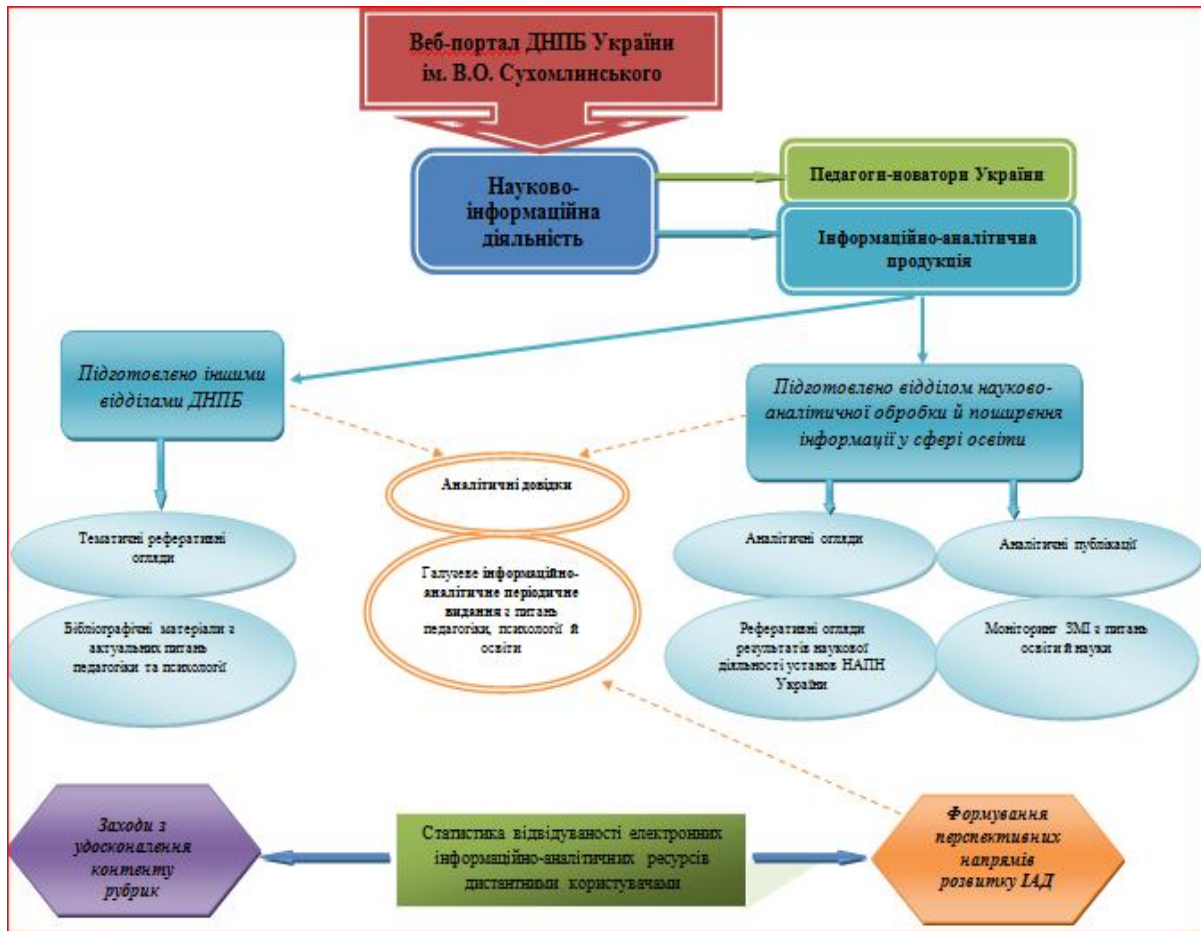 Веб-портал ДНПБ України
ім. В.О. Сухомлинського
Науково-
інформаційна
діяльність
Педагоги-новатори України
Інформаційно-аналітична
продукція
Підготовлено іншими
відділами ДНПБ
Підготовлено відділом науково-
аналітичної обробки й поширення
інформації у сфері освіти
Аналітичні довідки
Галузеве інформаційно-
аналітичне періодичне
видання з питань
педагогіки, психології й
освіти
Тематичні реферативні
огляди
Бібліографічні матеріали з
актуальних питань
педагогіки та психології
Аналітичні огляди
Аналітичні публікації
Реферативні огляди
результатів наукової
діяльності установ НАПН
України
Моніторинг ЗМІ з питань
освіти й науки
Заходи з
удосконалення
контенту
рубрик
Статистика відвідуваності електронних
інформаційно-аналітичних ресурсів
дистантними користувачами
Формування
перспективних
напрямів
розвитку ІАД